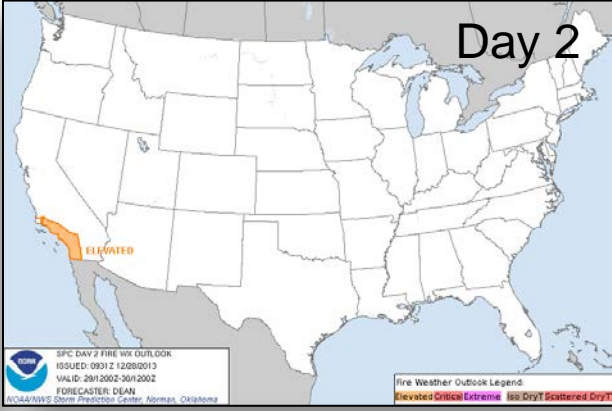 Day 2
ELEVATED
NOAA
SPC DAY 2 FIRE WX OUTLOOK
ISSUED: 0931Z 12/28/2013
VALID: 29/1200Z-30/1200Z
FORECASTER: DEAN
NOAA/NWS Storm Prediction Center, Norman, Oklahoma
Fire Weather Outlook Legend:
Elevated Critical Extreme Iso DryT Scattered DryT